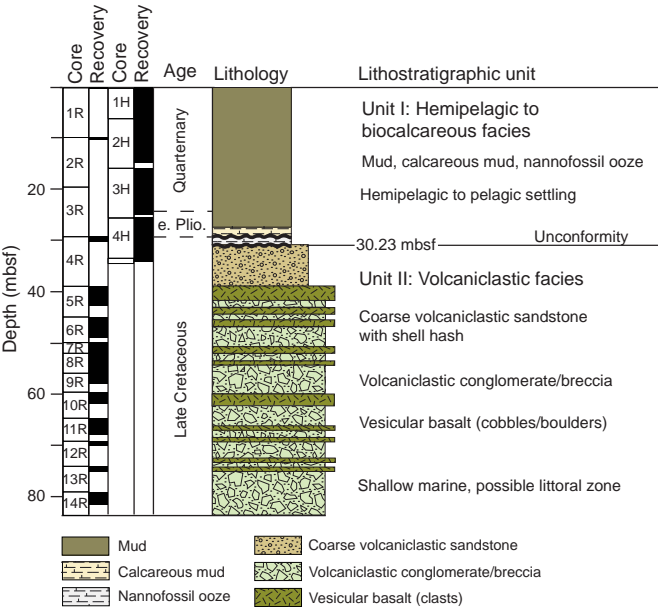 Core
Recovery
Core
Recovery
Age
Lithology
Lithostratigraphic unit
Depth (mbsf)
20
40
60
80
1R
2R
3R
4R
5R
6R
7R
8R
9R
10R
11R
12R
13R
14R
1H
2H
3H
4H
Quarternary
e. Plio.
Late Cretaceous
Unit I: Hemipelagic to
biocalcareous facies
Mud, calcareous mud, nannofossil ooze
Hemipelagic to pelagic settling
30.23 mbsf
Unconformity
Unit II: Volcaniclastic facies
Coarse volcaniclastic sandstone
with shell hash
Volcaniclastic conglomerate/breccia
Vesicular basalt (cobbles/boulders)
Shallow marine, possible littoral zone
Mud
Calcareous mud
Nannofossil ooze
Coarse volcaniclastic sandstone
Volcaniclastic conglomerate/breccia
Vesicular basalt (clasts)